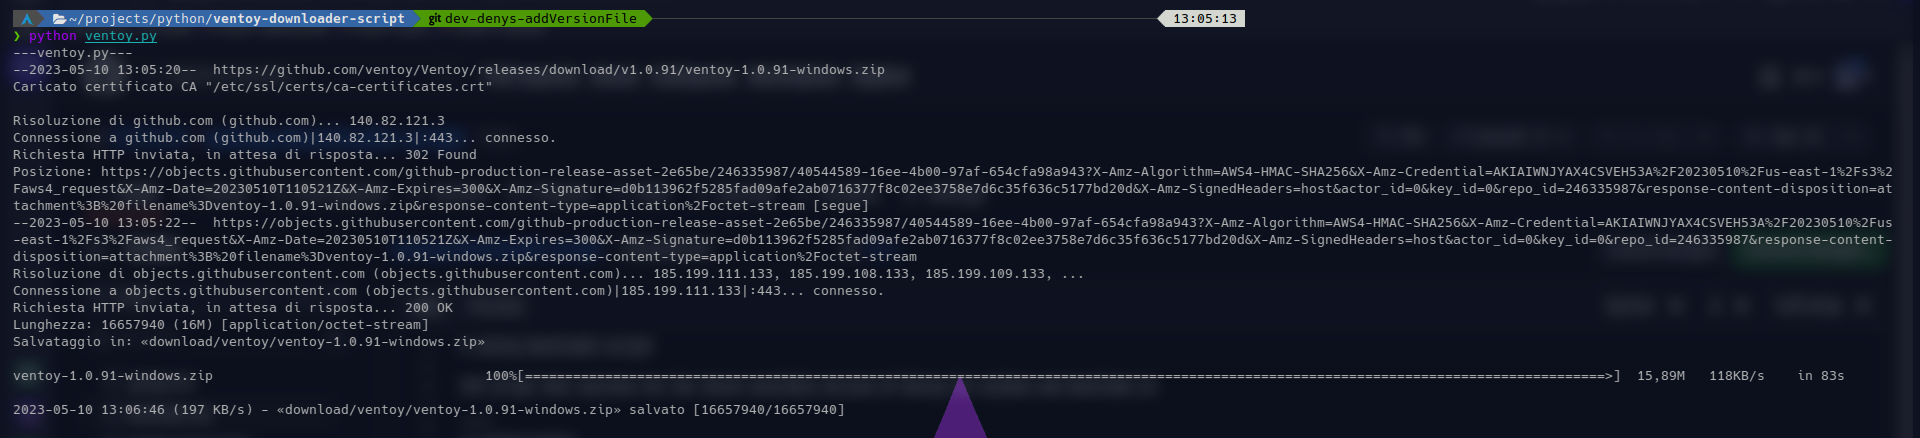 ~/projects/python/ventoy-downloader-script git dev-denys-addVersionFile 13:05:13
❯ python ventoy.py
---ventoy.py---
--2023-05-10 13:05:20--  https://github.com/ventoy/Ventoy/releases/download/v1.0.91/ventoy-1.0.91-windows.zip
Caricato certificato CA "/etc/ssl/certs/ca-certificates.crt"
Risoluzione di github.com (github.com)... 140.82.121.3
Connessione a github.com (github.com)|140.82.121.3|:443... connesso.
Richiesta HTTP inviata, in attesa di risposta... 302 Found
Posizione: https://objects.githubusercontent.com/github-production-release-asset-2e65be/246335987/40544589-16ee-4b00-97af-654cfa98a943?X-Amz-Algorithm=AWS4-HMAC-SHA256&X-Amz-Credential=AKIAIWNJYAX4CSVEH53A%2F20230510%2Fus-east-1%2Fs3%2
Faws4_request&X-Amz-Date=20230510T110521Z&X-Amz-Expires=300&X-Amz-Signature=d0b113962f5285fad09afe2ab0716377f8c02ee3758e7d6c35f636c5177bd20d&X-Amz-SignedHeaders=host&actor_id=0&key_id=0&repo_id=246335987&response-content-disposition=at
tachment%3B%20filename%3Dventoy-1.0.91-windows.zip&response-content-type=application%2Foctet-stream [segue]
--2023-05-10 13:05:22--  https://objects.githubusercontent.com/github-production-release-asset-2e65be/246335987/40544589-16ee-4b00-97af-654cfa98a943?X-Amz-Algorithm=AWS4-HMAC-SHA256&X-Amz-Credential=AKIAIWNJYAX4CSVEH53A%2F20230510%2Fus
-east-1%2Fs3%2Faws4_request&X-Amz-Date=20230510T110521Z&X-Amz-Expires=300&X-Amz-Signature=d0b113962f5285fad09afe2ab0716377f8c02ee3758e7d6c35f636c5177bd20d&X-Amz-SignedHeaders=host&actor_id=0&key_id=0&repo_id=246335987&response-content-
disposition=attachment%3B%20filename%3Dventoy-1.0.91-windows.zip&response-content-type=application%2Foctet-stream
Risoluzione di objects.githubusercontent.com (objects.githubusercontent.com)... 185.199.111.133, 185.199.108.133, 185.199.109.133, ...
Connessione a objects.githubusercontent.com (objects.githubusercontent.com)|185.199.111.133|:443... connesso.
Richiesta HTTP inviata, in attesa di risposta... 200 OK
Lunghezza: 16657940 (16M) [application/octet-stream]
Salvataggio in: «download/ventoy/ventoy-1.0.91-windows.zip»
ventoy-1.0.91-windows.zip 100%[=======================================================================================================================================>] 15,89M 118KB/s in 83s
2023-05-10 13:06:46 (197 KB/s) - «download/ventoy/ventoy-1.0.91-windows.zip» salvato [16657940/16657940]